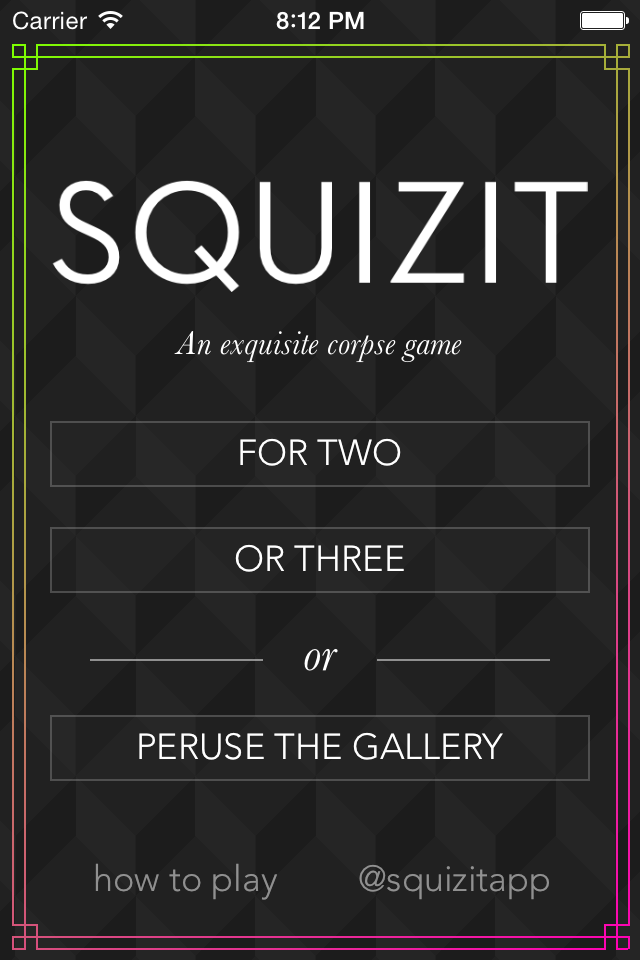 Carrier 8:12 PM
SQUIZIT
An exquisite corpse game
FOR TWO
OR THREE
or
PERUSE THE GALLERY
how to play @squizitapp